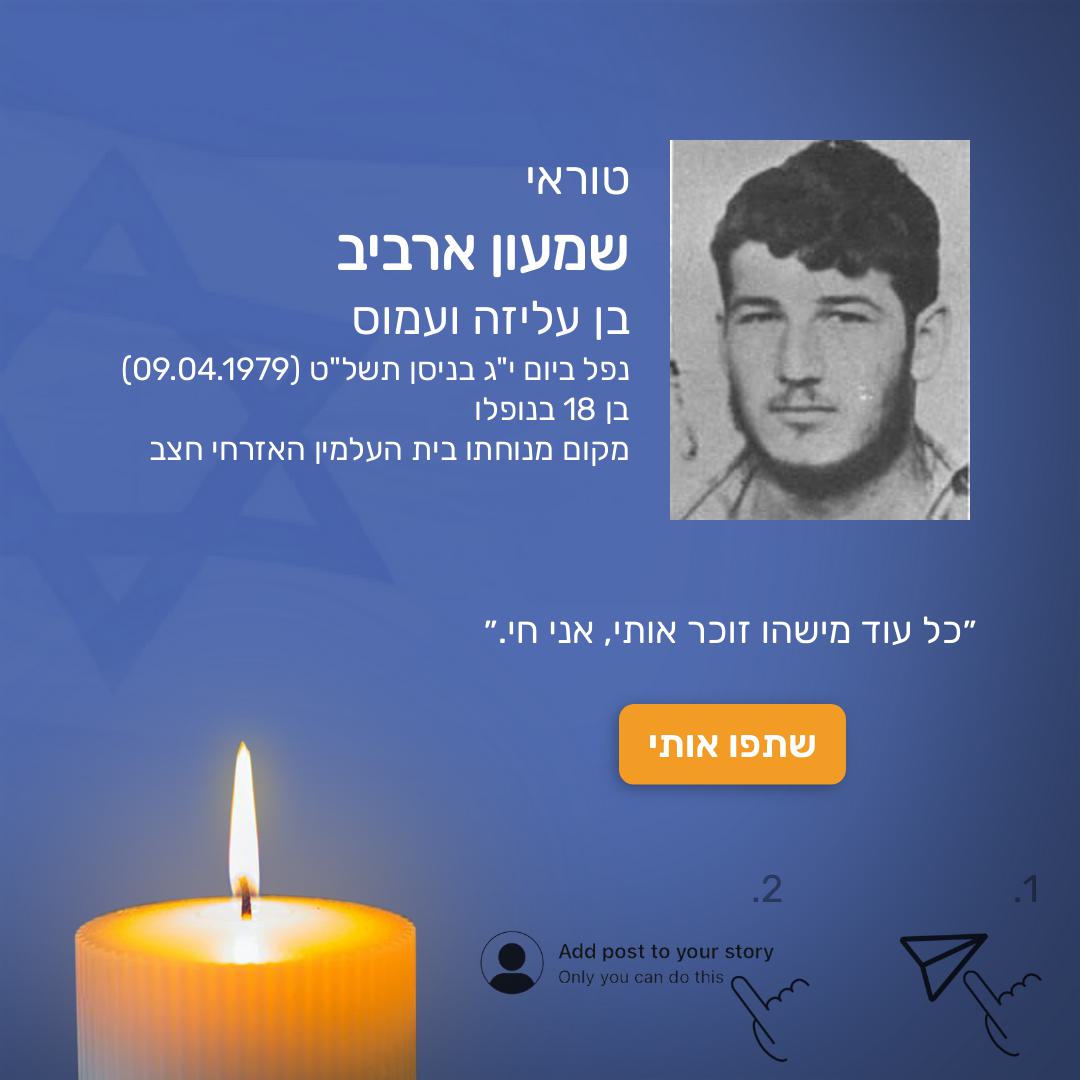 טוראי
שמעון ארביב
בן עליזה ועמוס
נפל ביום י"ג בניסן תשל"ט (09.04.1979)
בן 18 בנופלו
מקום מנוחתו בית העלמין האזרחי חצב
״כל עוד מישהו זוכר אותי, אני חי.״
שתפו אותי
1.
2.
Add post to your story
Only you can do this